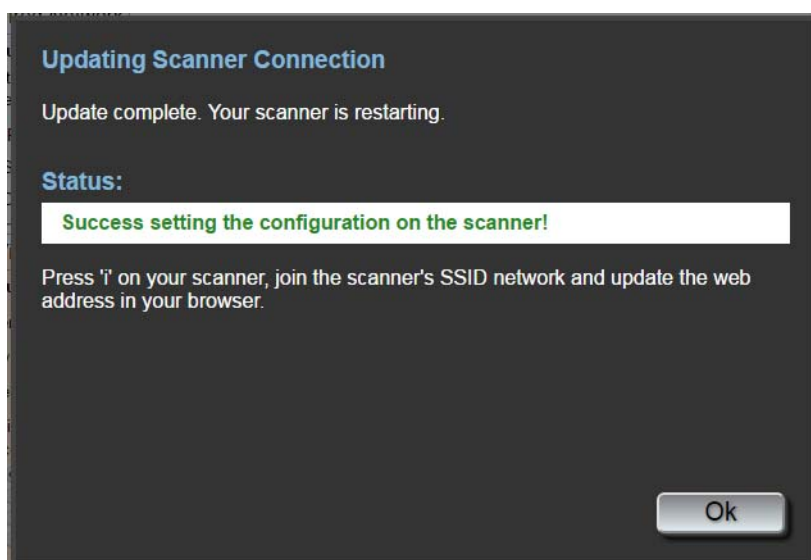 Updating Scanner Connection
Update complete. Your scanner is restarting.
Status:
Success setting the configuration on the scanner!
Press 'i' on your scanner, join the scanner's SSID network and update the web
address in your browser.
Ok